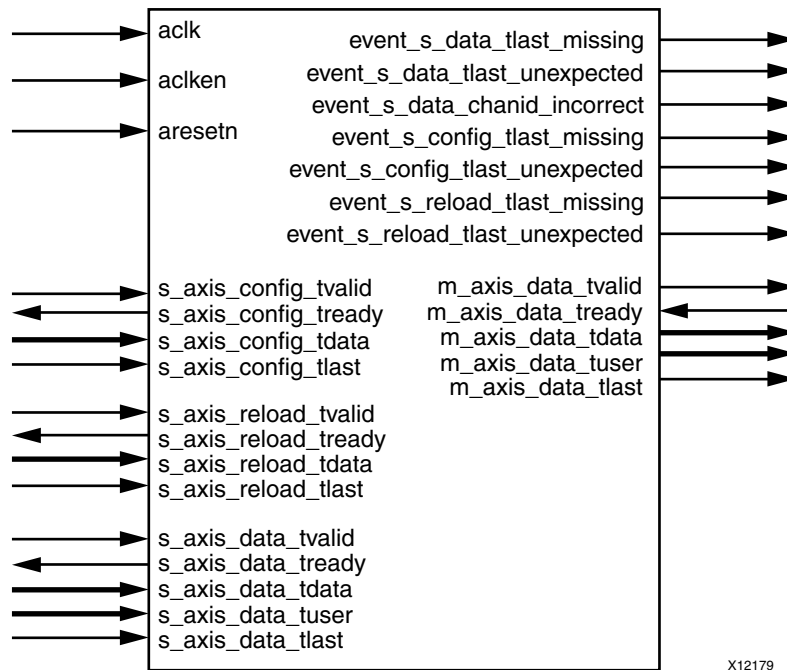 aclk
aclken
aresetn
event_s_data_tlast_missing
event_s_data_tlast_unexpected
event_s_data_chanid_incorrect
event_s_config_tlast_missing
event_s_config_tlast_unexpected
event_s_reload_tlast_missing
event_s_reload_tlast_unexpected
s_axis_config_tvalid
s_axis_config_tready
s_axis_config_tdata
s_axis_config_tlast
m_axis_data_tvalid
m_axis_data_tready
m_axis_data_tdata
m_axis_data_tuser
m_axis_data_tlast
s_axis_reload_tvalid
s_axis_reload_tready
s_axis_reload_tdata
s_axis_reload_tlast
s_axis_data_tvalid
s_axis_data_tready
s_axis_data_tdata
s_axis_data_tuser
s_axis_data_tlast
X12179